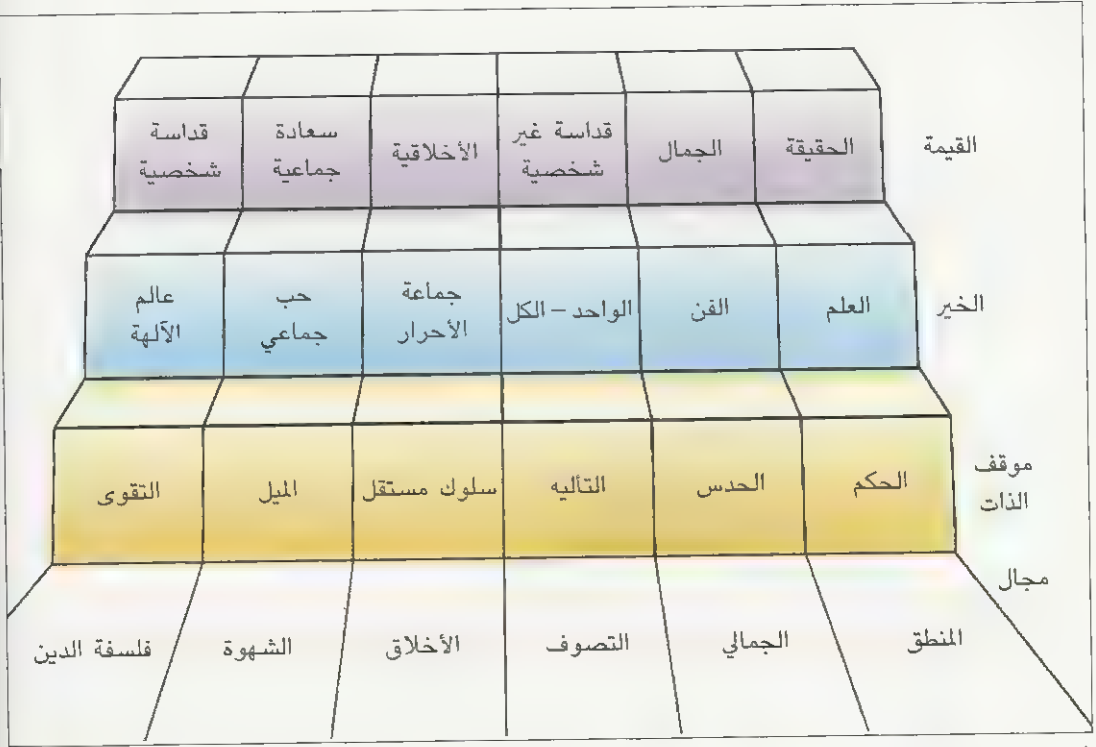 القيمة
الحقيقة
الجمال
قداسة غير
شخصية
الأخلاقية
سعادة
جماعية
قداسة
شخصية
الخير
العلم
الفن
الواحد – الكل
جماعة
الأحرار
حب
جماعي
عالم
الآلهة
موقف
الذات
الحكم
الحدس
التأليه
سلوك مستقل
الميل
التقوى
مجال
المنطق
الجمالي
التصوف
الأخلاق
الشهوة
فلسفة الدين